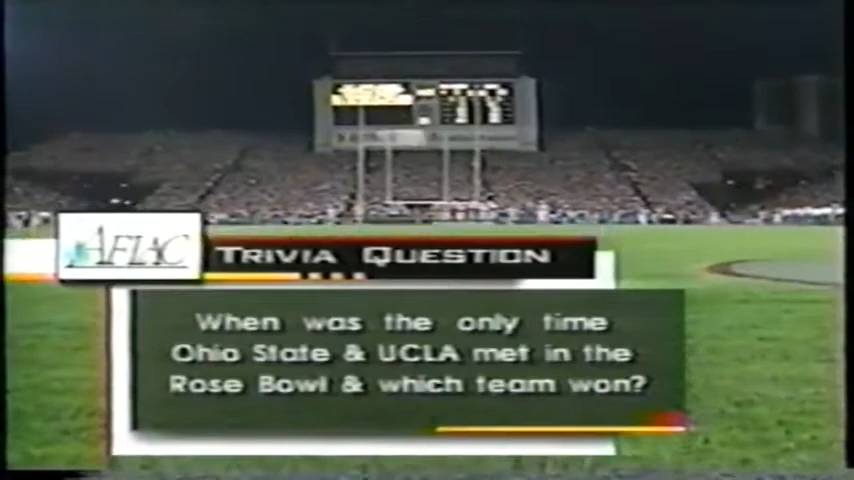 AFLAC
TRIVIA QUESTION
When was the only time
Ohio State & UCLA met in the
Rose Bowl & which team won?